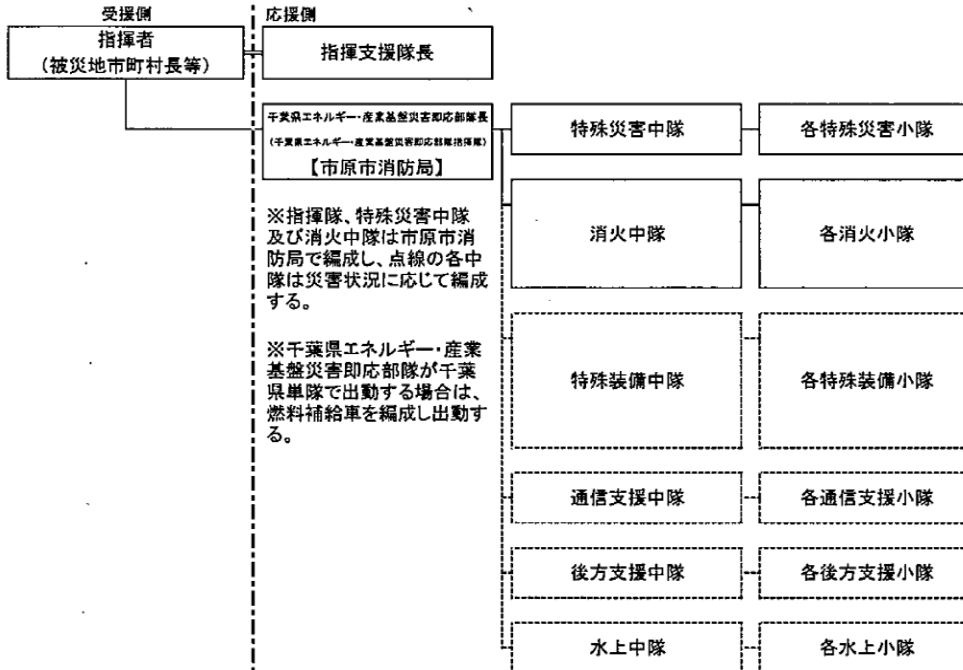 受援側
応援側
指揮者
(被災地市町村長等)
指揮支援隊長
千葉県エネルギー・産業基盤災害即応部隊長
(千葉県エネルギー・産業基盤災害即応部隊指揮隊)
【市原市消防局】
特殊災害中隊
各特殊災害小隊
※指揮隊、特殊災害中隊
及び消火中隊は市原市消
防局で編成し、点線の各中
隊は災害状況に応じて編成
する。
消火中隊
各消火小隊
※千葉県エネルギー・産業
基盤災害即応部隊が千葉
県単隊で出動する場合は、
燃料補給車を編成し出動す
る。
特殊装備中隊
各特殊装備小隊
通信支援中隊
各通信支援小隊
後方支援中隊
各後方支援小隊
水上中隊
各水上小隊